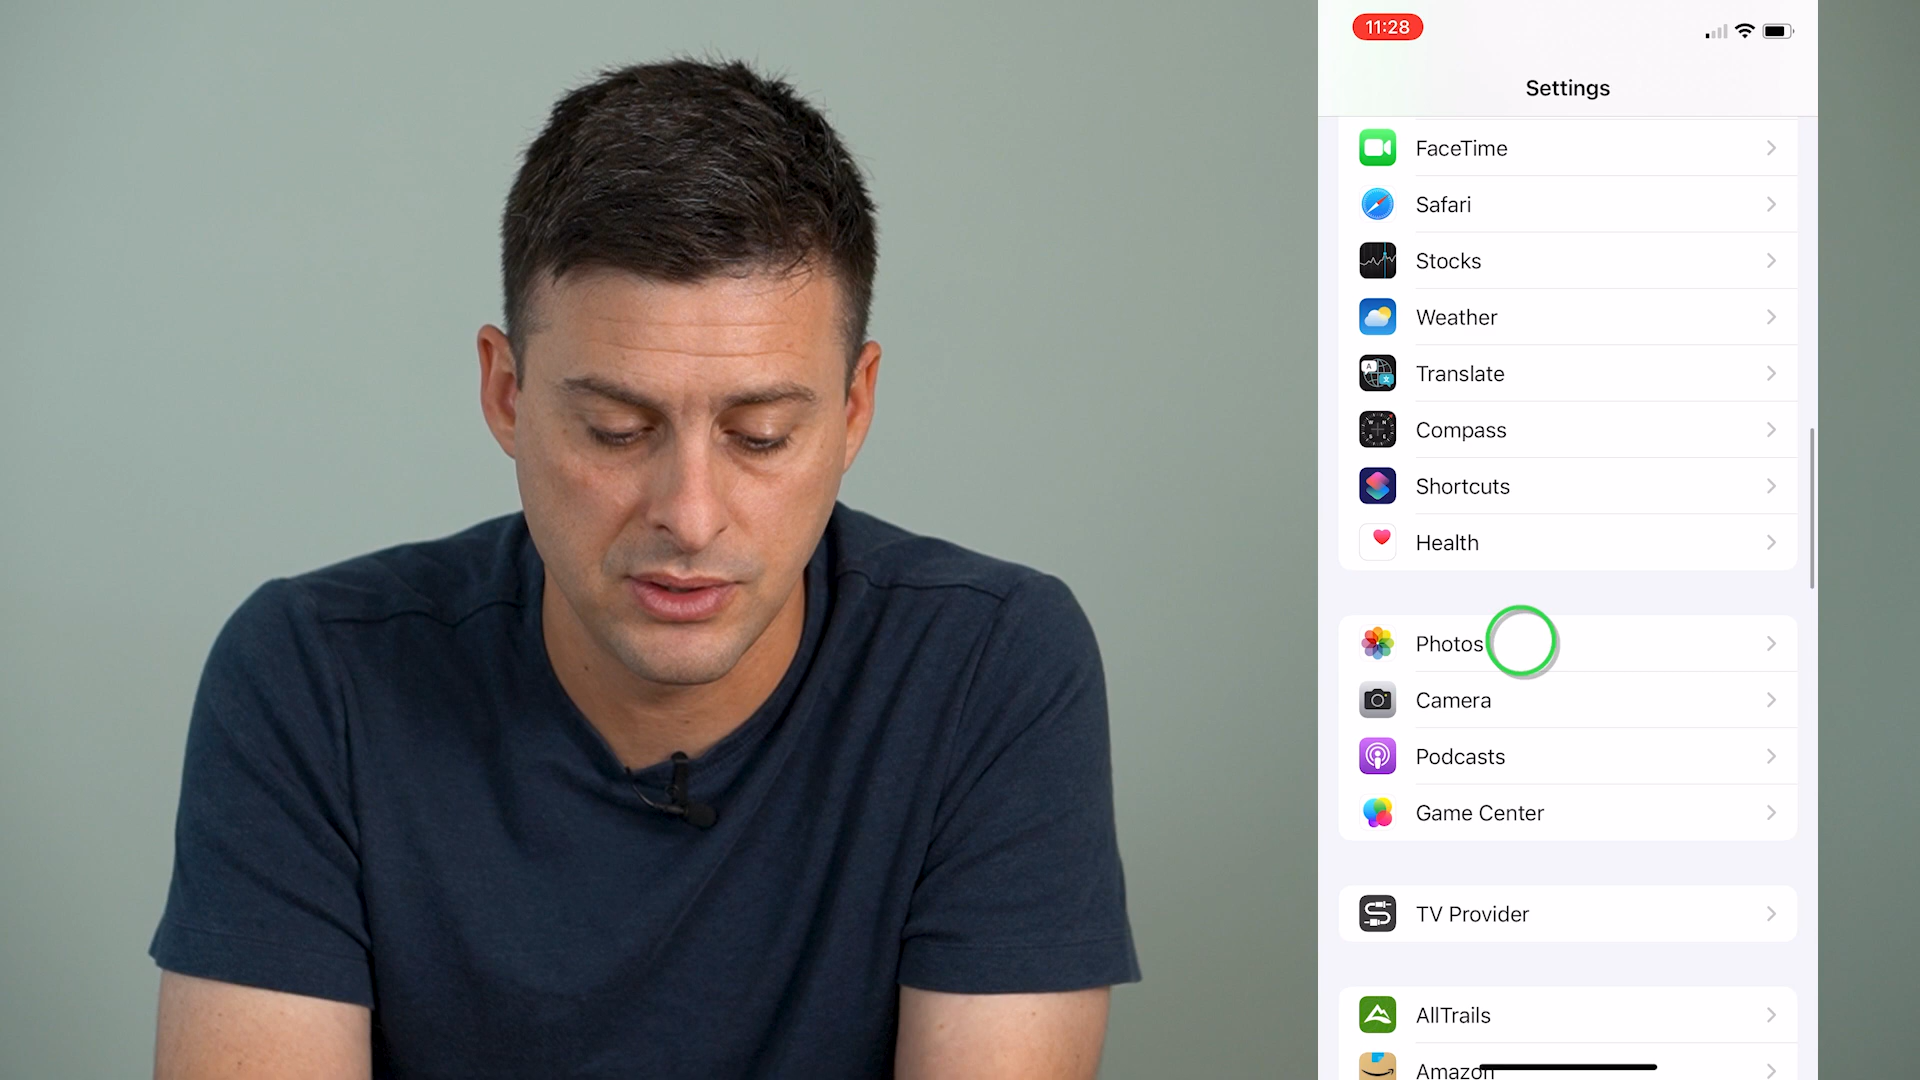 11:28
Settings
FaceTime
Safari
Stocks
Weather
Translate
Compass
Shortcuts
Health
Photos
Camera
Podcasts
Game Center
TV Provider
AllTrails
Amazon